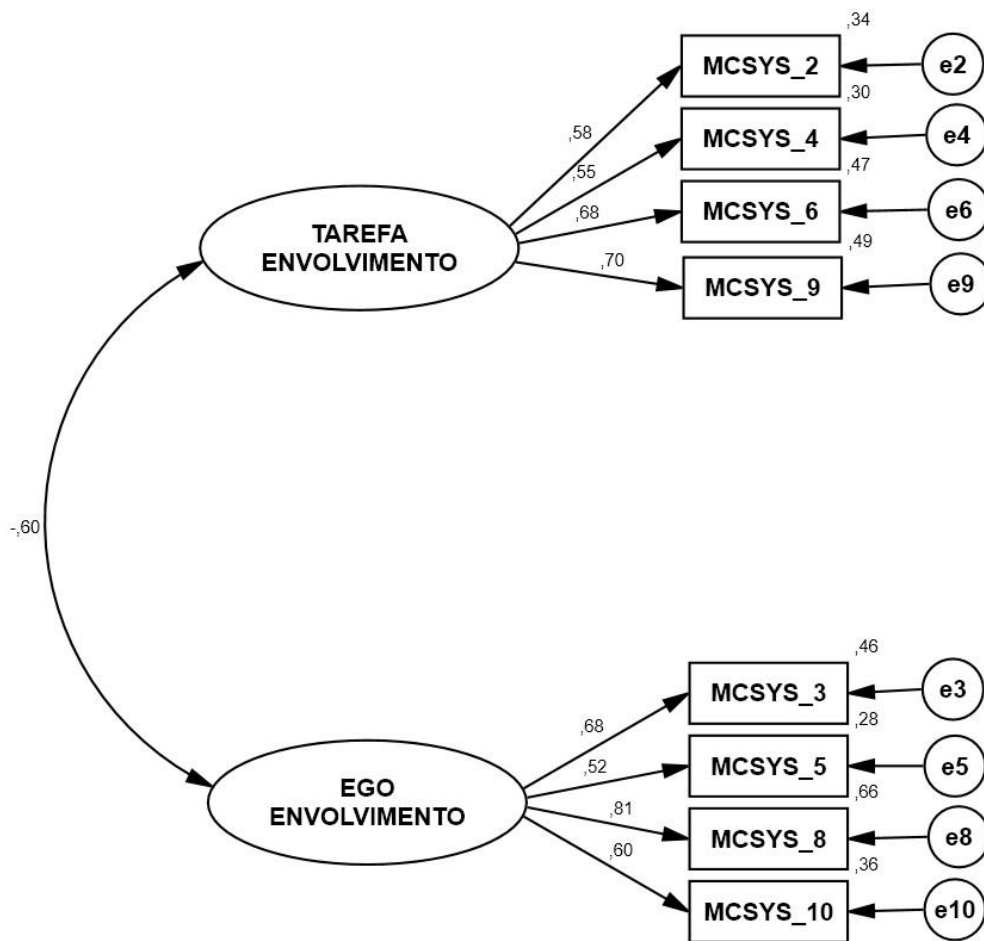 ,34
MCSYS_2
e2
,30
,58
MCSYS_4
e4
,55
,47
,68
MCSYS_6
e6
TAREFA
ENVOLVIMENTO
,49
,70
MCSYS_9
e9
-,60
,46
MCSYS_3
e3
,68
,28
,52
MCSYS_5
e5
,66
EGO
ENVOLVIMENTO
,81
MCSYS_8
e8
,60
,36
MCSYS_10
e10